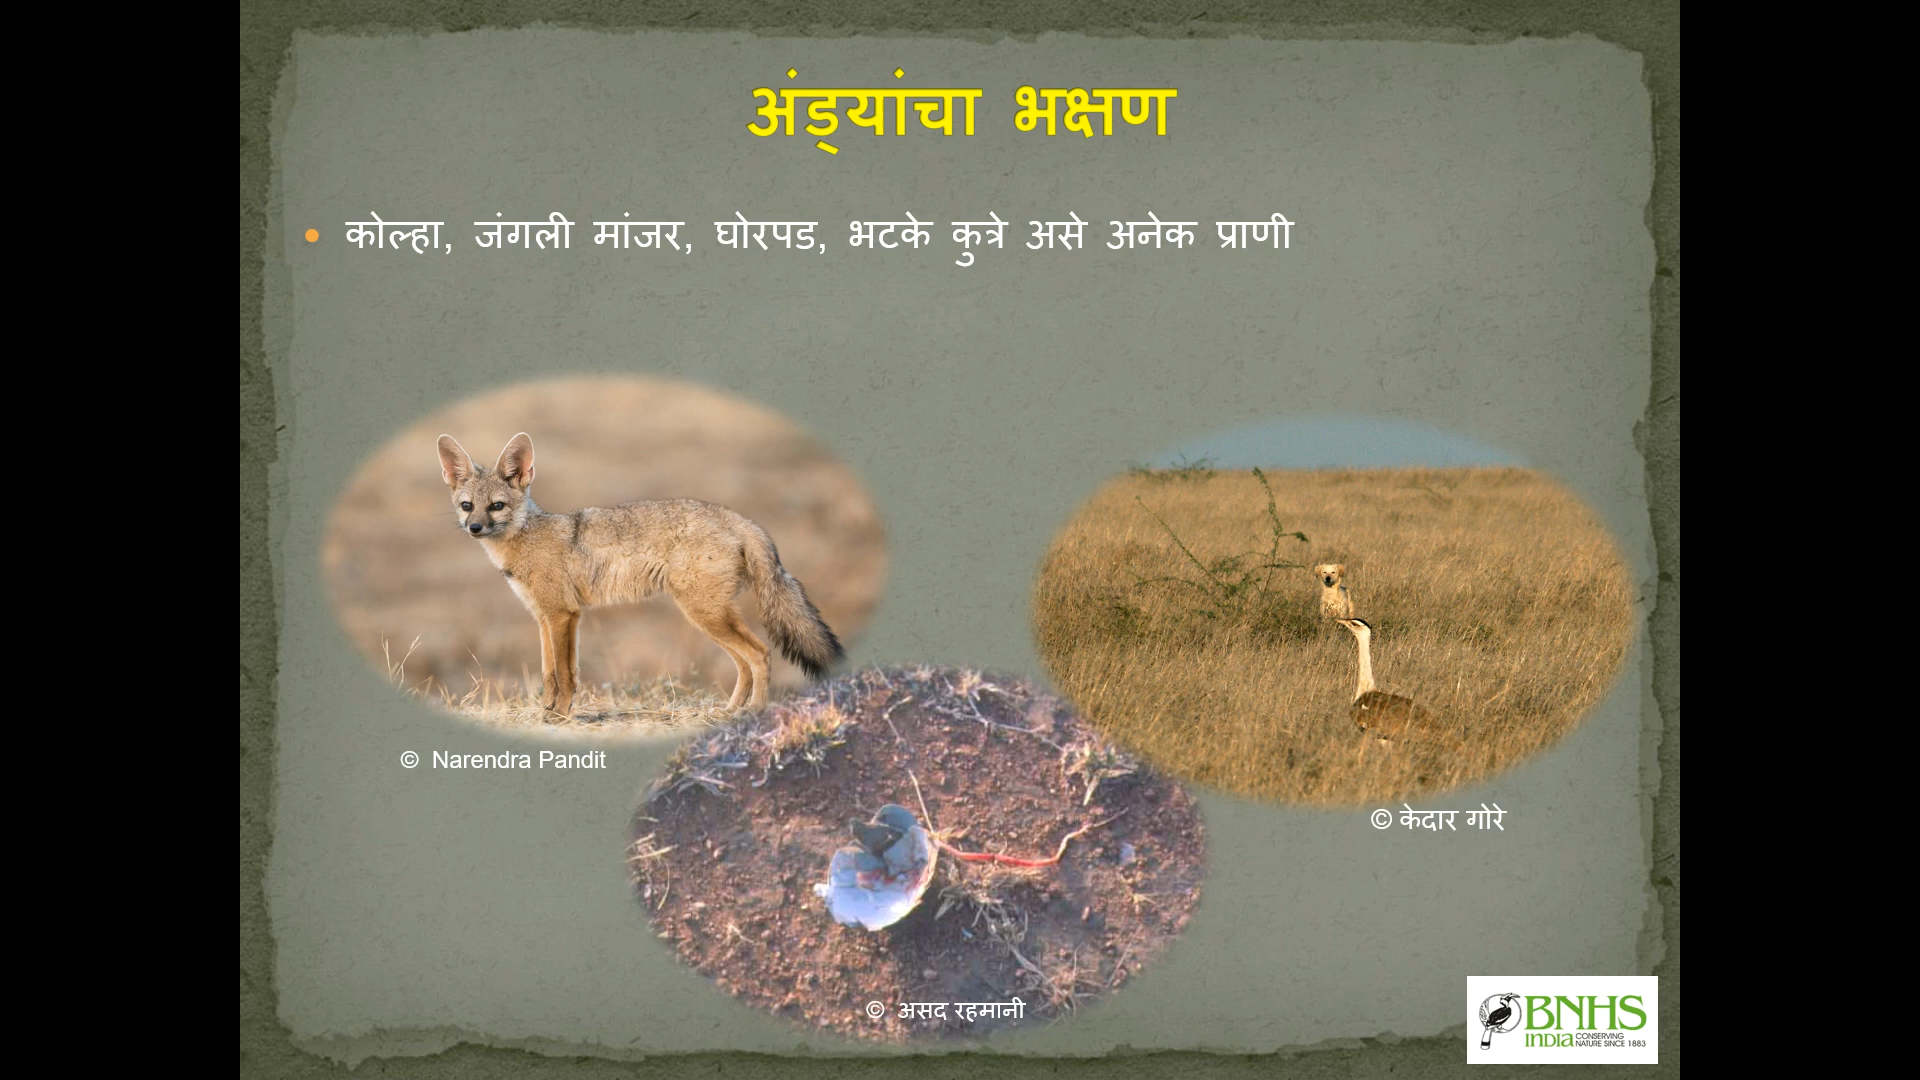 अंड्यांचा भक्षण
• कोल्हा, जंगली मांजर, घोरपड, भटके कुत्रे असे अनेक प्राणी
© Narendra Pandit
© केदार गोरे
© असद रहमानी
BNHS
INDIA CONSERVING
NATURE SINCE 1883